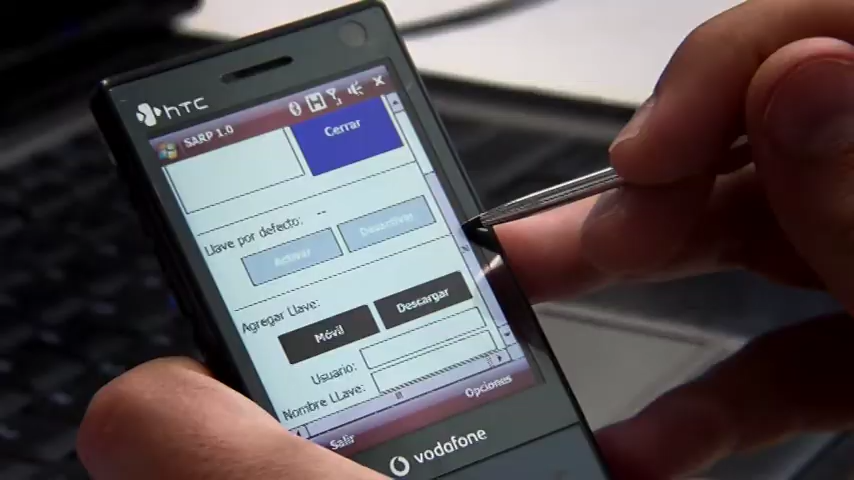 hTC
SARP 1.0
Cerrar
Llave por defecto: --
Activar Desactivar
Agregar Llave:
Móvil Descargar
Usuario:
Nombre LLave:
Salir Opciones
vodafone